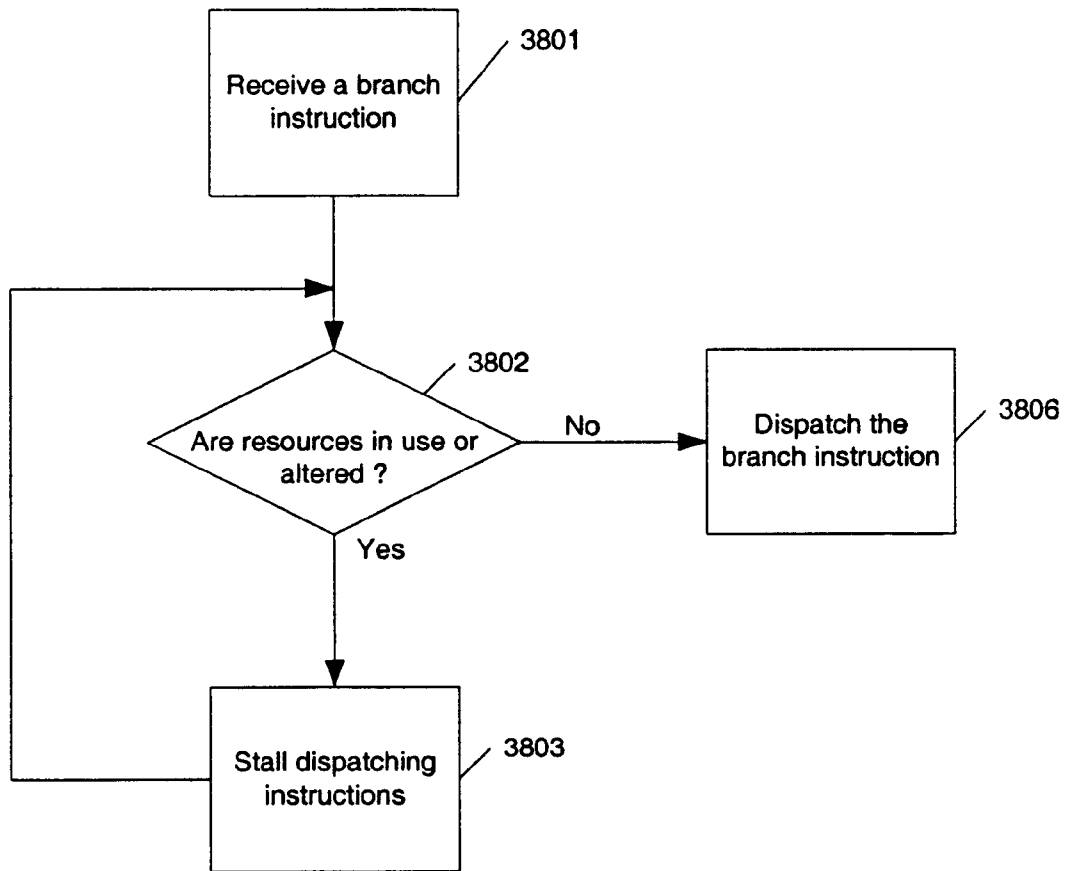 3801
Receive a branch
instruction
3802
Are resources in use or
altered ?
No
Dispatch the
branch instruction
3806
Yes
Stall dispatching
instructions
3803